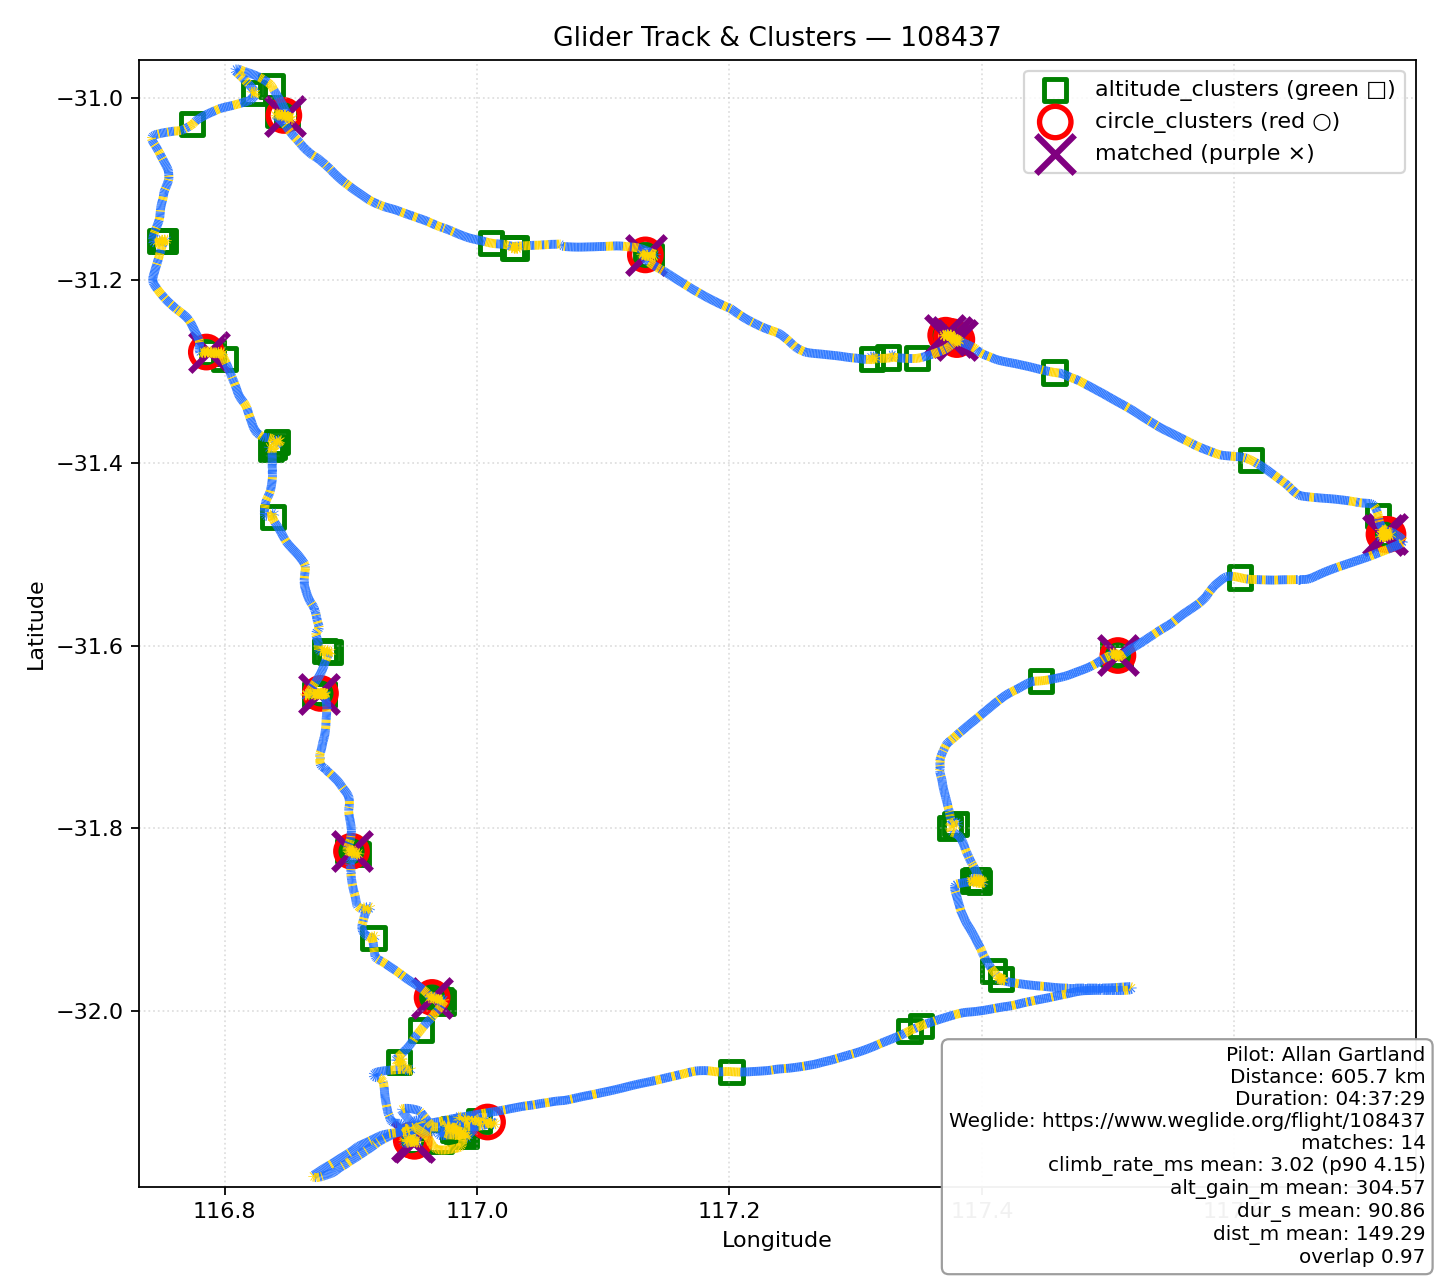 Glider Track & Clusters — 108437
altitude_clusters (green □)
circle_clusters (red ○)
matched (purple ×)
Latitude
−31.0
−31.2
−31.4
−31.6
−31.8
−32.0
116.8
117.0
117.2
117.4
Longitude
Pilot: Allan Gartland
Distance: 605.7 km
Duration: 04:37:29
Weglide: https://www.weglide.org/flight/108437
matches: 14
climb_rate_ms mean: 3.02 (p90 4.15)
alt_gain_m mean: 304.57
dur_s mean: 90.86
dist_m mean: 149.29
overlap 0.97